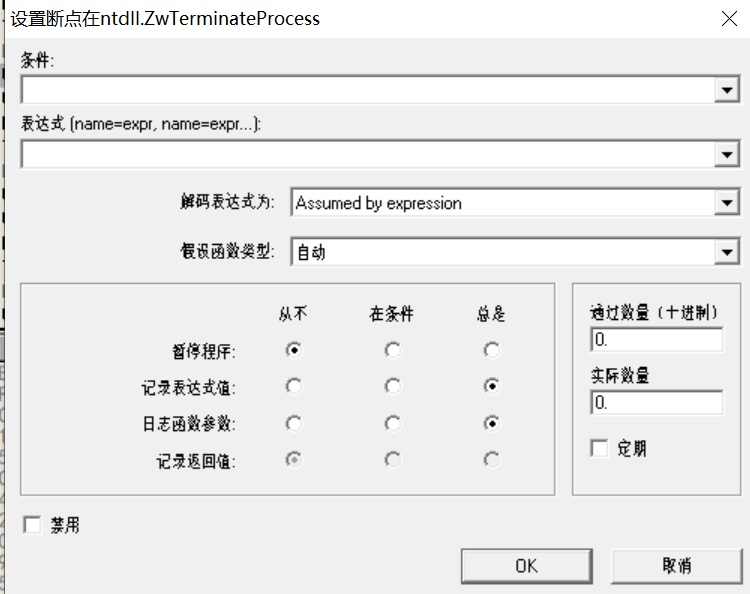 设置断点在ntdll.ZwTerminateProcess
条件:
表达式 (name=expr, name=expr...):
解码表达式为: Assumed by expression
假设函数类型: 自动
从不 在条件 总是
暂停程序:
记录表达式值:
日志函数参数:
记录返回值:
通过数量（十进制）
0.
实际数量
0.
定期
禁用
OK 取消